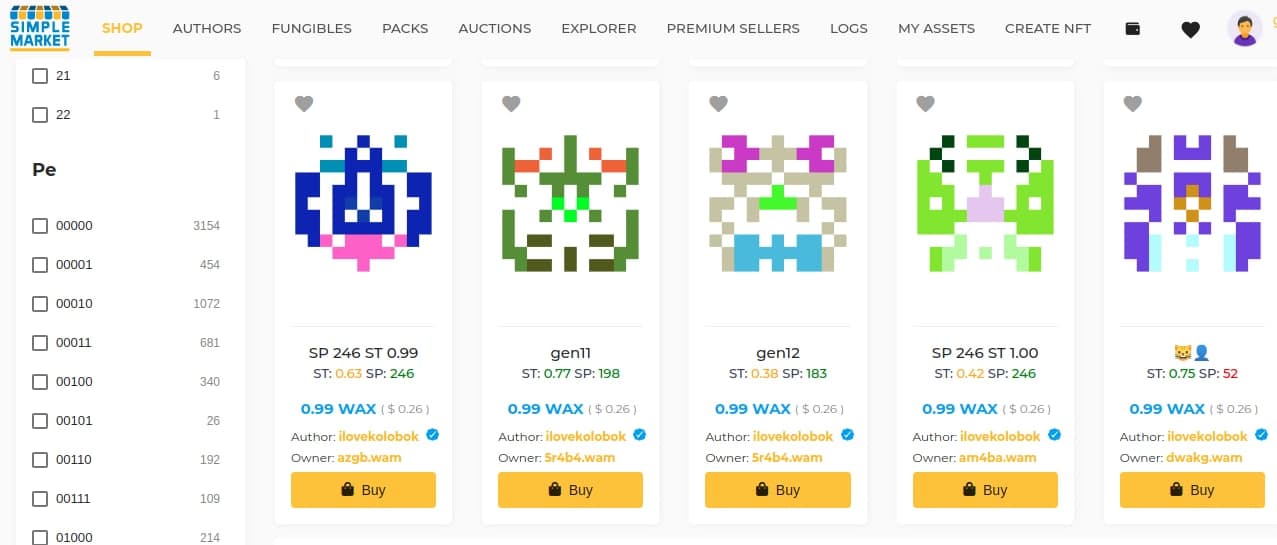 SIMPLE
MARKET
SHOP AUTHORS FUNGIBLES PACKS AUCTIONS EXPLORER PREMIUM SELLERS LOGS MY ASSETS CREATE NFT
21 6
22 1
Pe
00000 3154
00001 454
00010 1072
00011 681
00100 340
00101 26
00110 192
00111 109
01000 214
SP 246 ST 0.99
ST: 0.63 SP: 246
0.99 WAX ( $ 0.26 )
Author: ilovekolobok
Owner: azgb.wam
Buy
gen11
ST: 0.77 SP: 198
0.99 WAX ( $ 0.26 )
Author: ilovekolobok
Owner: 5r4b4.wam
Buy
gen12
ST: 0.38 SP: 183
0.99 WAX ( $ 0.26 )
Author: ilovekolobok
Owner: 5r4b4.wam
Buy
SP 246 ST 1.00
ST: 0.42 SP: 246
0.99 WAX ( $ 0.26 )
Author: ilovekolobok
Owner: am4ba.wam
Buy
😺👤
ST: 0.75 SP: 52
0.99 WAX ( $ 0.26 )
Author: ilovekolobok
Owner: dwakg.wam
Buy